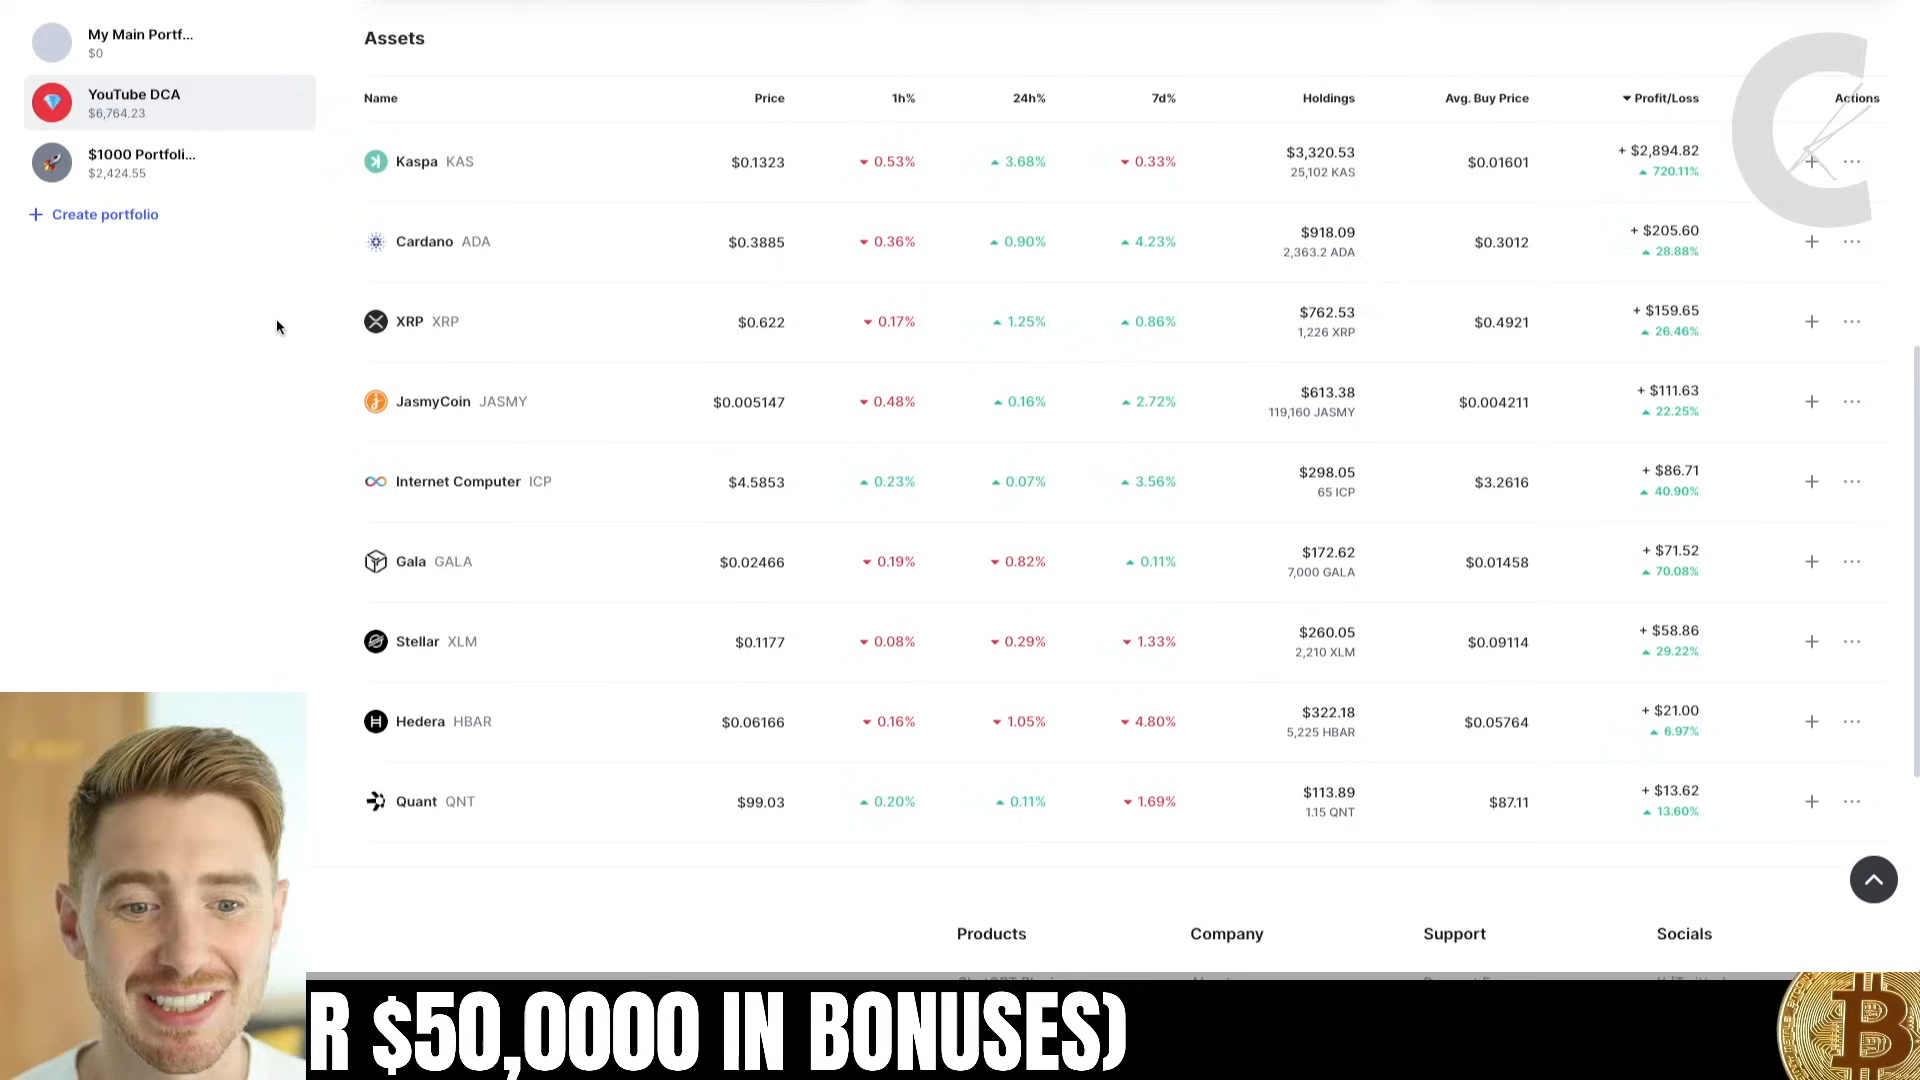 My Main Portf...
$0
YouTube DCA
$6,764.23
$1000 Portfoli...
$2,424.55
+ Create portfolio
Assets
Name Price 1h% 24h% 7d% Holdings Avg. Buy Price Profit/Loss Actions
Kaspa KAS $0.1323 0.53% 3.68% 0.33% $3,320.53 $0.01601 + $2,894.82
25,102 KAS 720.11%
Cardano ADA $0.3885 0.36% 0.90% 4.23% $918.09 $0.3012 + $205.60
2,363.2 ADA 28.88%
XRP XRP $0.622 0.17% 1.25% 0.86% $762.53 $0.4921 + $159.65
1,226 XRP 26.46%
JasmyCoin JASMY $0.005147 0.48% 0.16% 2.72% $613.38 $0.004211 + $111.63
119,160 JASMY 22.25%
Internet Computer ICP $4.5853 0.23% 0.07% 3.56% $298.05 $3.2616 + $86.71
65 ICP 40.90%
Gala GALA $0.02466 0.19% 0.82% 0.11% $172.62 $0.01458 + $71.52
7,000 GALA 70.08%
Stellar XLM $0.1177 0.08% 0.29% 1.33% $260.05 $0.09114 + $58.86
2,210 XLM 29.22%
Hedera HBAR $0.06166 0.16% 1.05% 4.80% $322.18 $0.05764 + $21.00
5,225 HBAR 6.97%
Quant QNT $99.03 0.20% 0.11% 1.69% $113.89 $87.11 + $13.62
1.15 QNT 13.60%
Products Company Support Socials
R $50,0000 IN BONUSES)